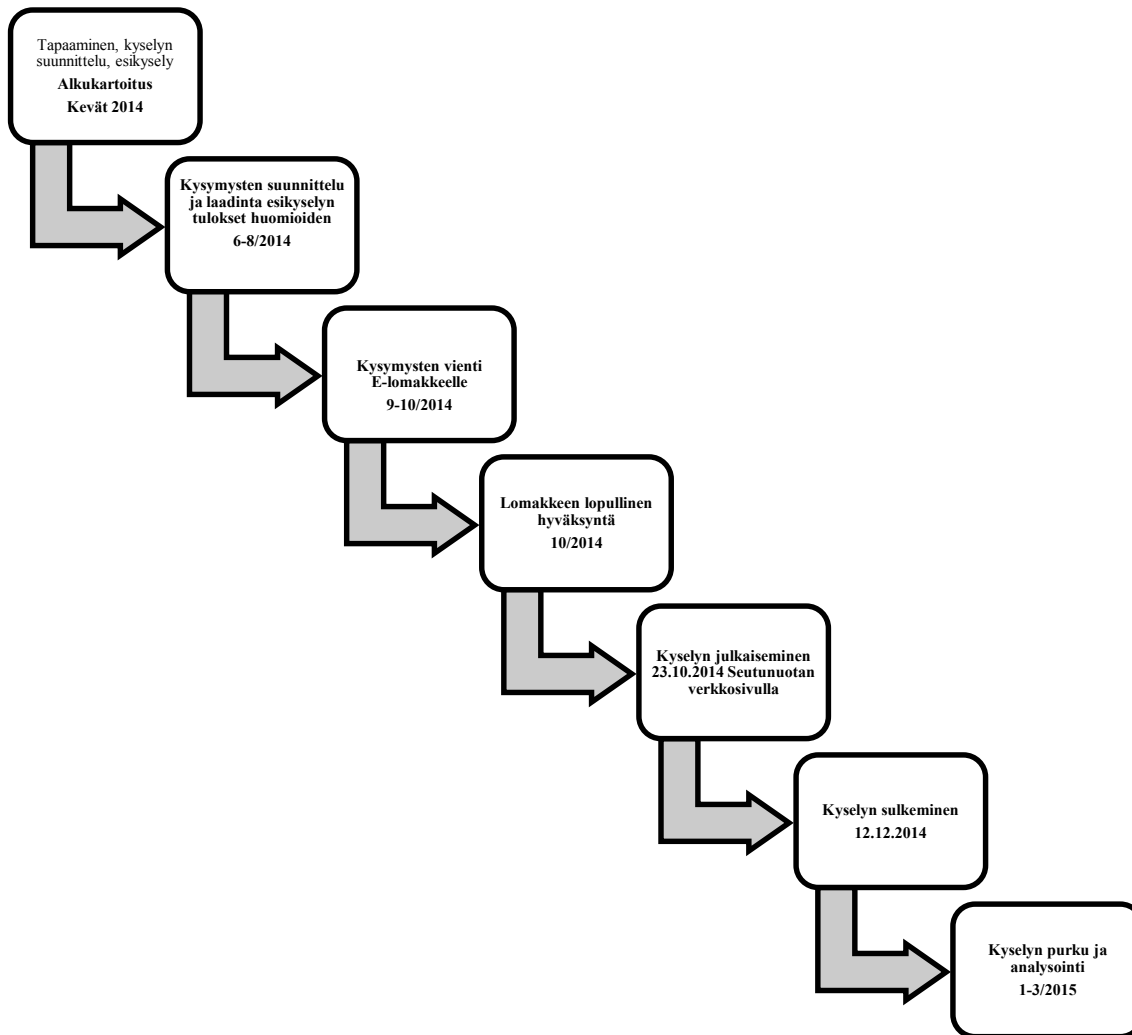 Tapaaminen, kyselyn
suunnittelu, esikysely
Alkukartoitus
Kevät 2014
Kysymysten suunnittelu
ja laadinta esikyselyn
tulokset huomioiden
6-8/2014
Kysymysten vienti
E-lomakkeelle
9-10/2014
Lomakkeen lopullinen
hyväksyntä
10/2014
Kyselyn julkaiseminen
23.10.2014 Seutunuotan
verkkosivulla
Kyselyn sulkeminen
12.12.2014
Kyselyn purku ja
analysointi
1-3/2015